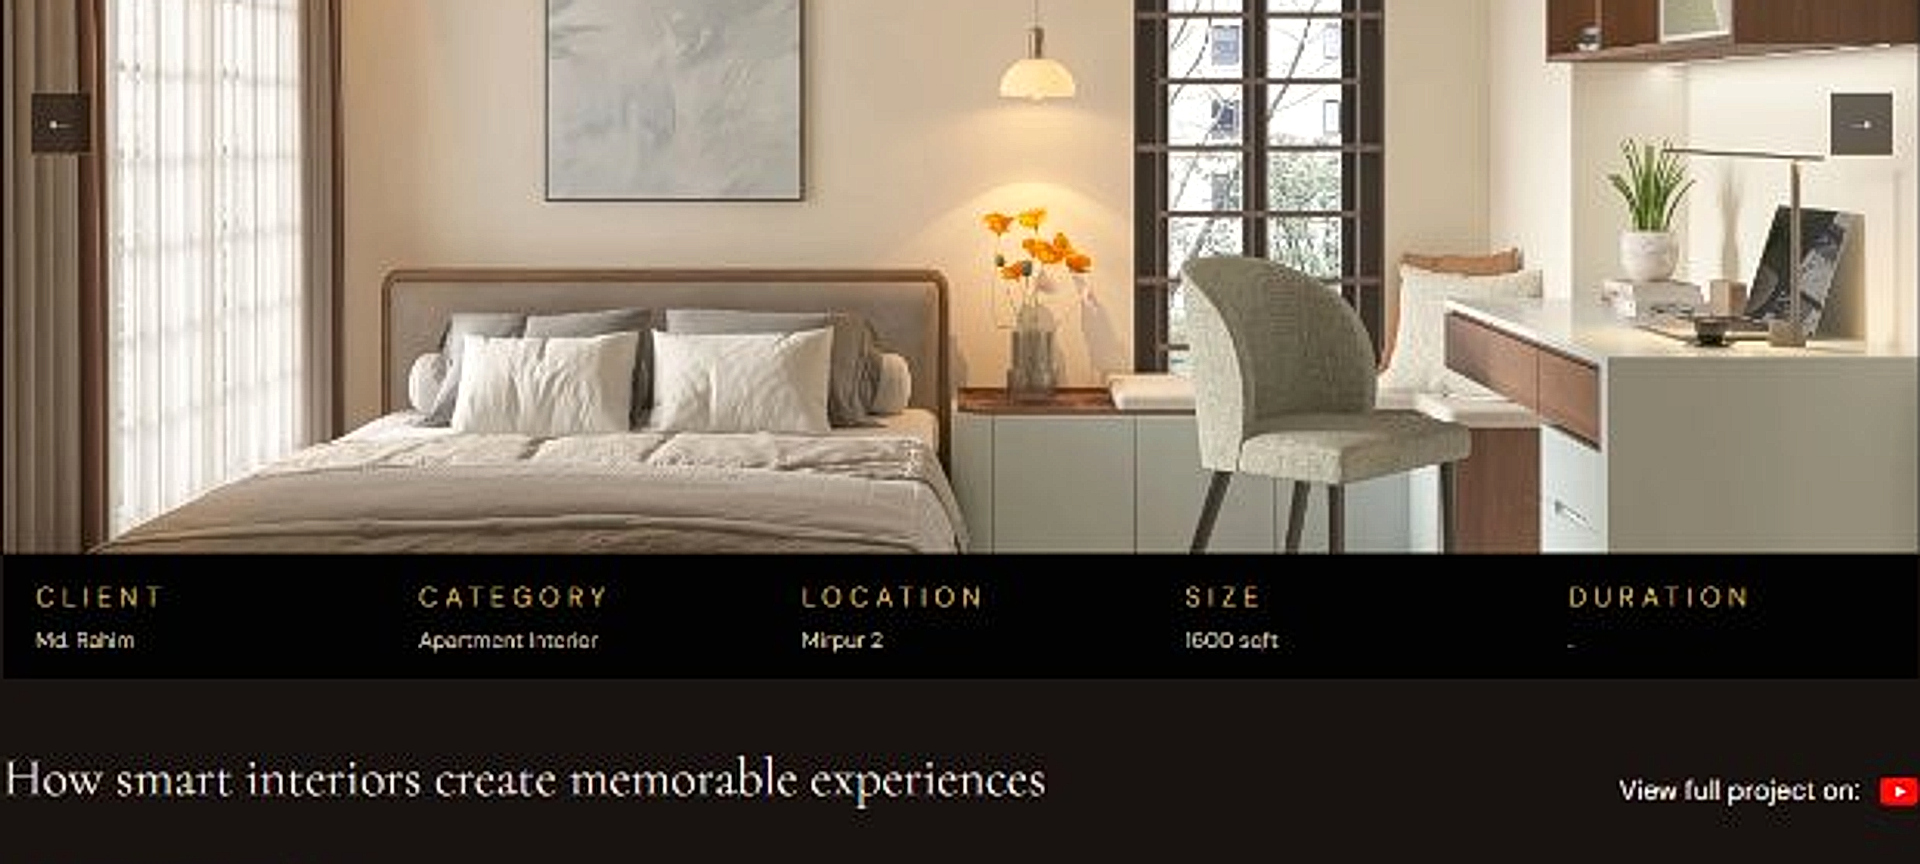 CLIENT
Md. Rahim
CATEGORY
Apartment Interior
LOCATION
Mirpur 2
SIZE
1600 sqft
DURATION
-
How smart interiors create memorable experiences
View full project on: